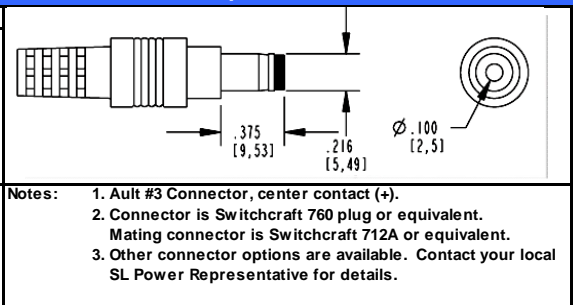 .375
[9,53]
.216
[5,49]
Ø.100
[2,5]
Notes: 1. Ault #3 Connector, center contact (+).
2. Connector is Switchcraft 760 plug or equivalent.
Mating connector is Switchcraft 712A or equivalent.
3. Other connector options are available. Contact your local
SL Power Representative for details.